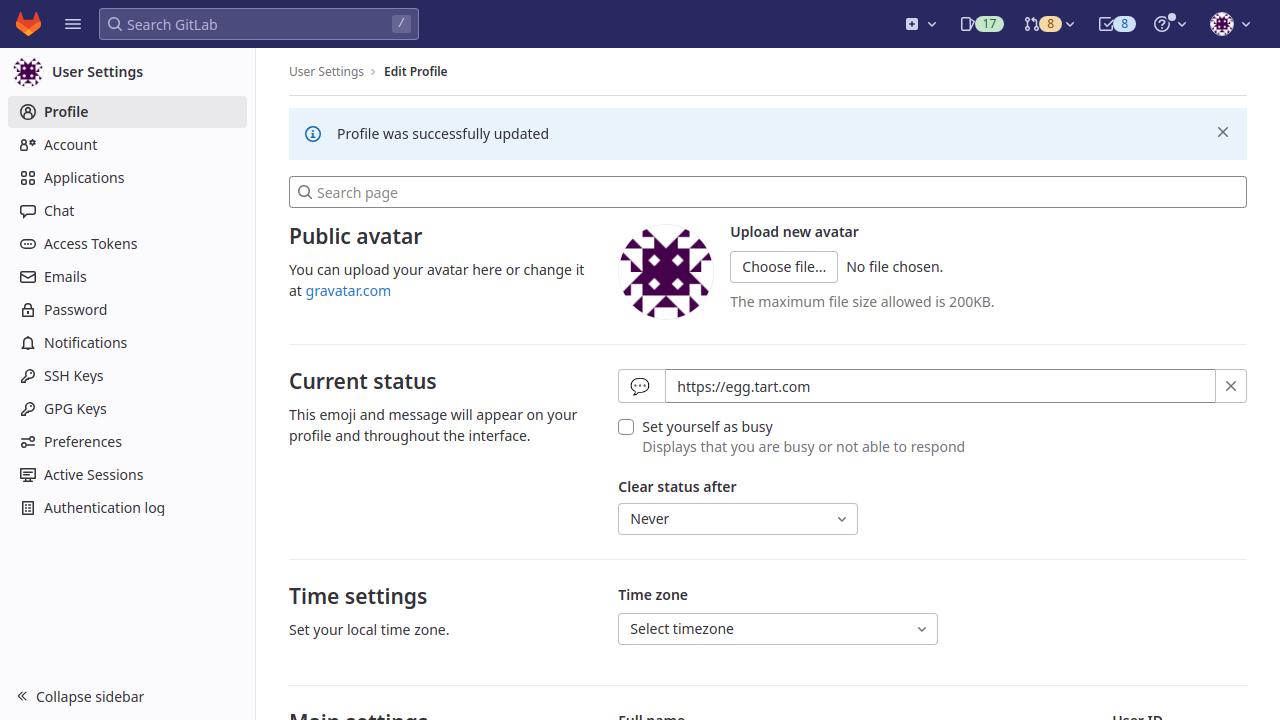 Search GitLab
/
17
8
8
User Settings
Profile
Account
Applications
Chat
Access Tokens
Emails
Password
Notifications
SSH Keys
GPG Keys
Preferences
Active Sessions
Authentication log
Collapse sidebar
User Settings
Edit Profile
Profile was successfully updated
Search page
Public avatar
You can upload your avatar here or change it
at gravatar.com
Upload new avatar
Choose file...
No file chosen.
The maximum file size allowed is 200KB.
Current status
This emoji and message will appear on your
profile and throughout the interface.
https://egg.tart.com
Set yourself as busy
Displays that you are busy or not able to respond
Clear status after
Never
Time settings
Set your local time zone.
Time zone
Select timezone
Main settings
Full name
User ID